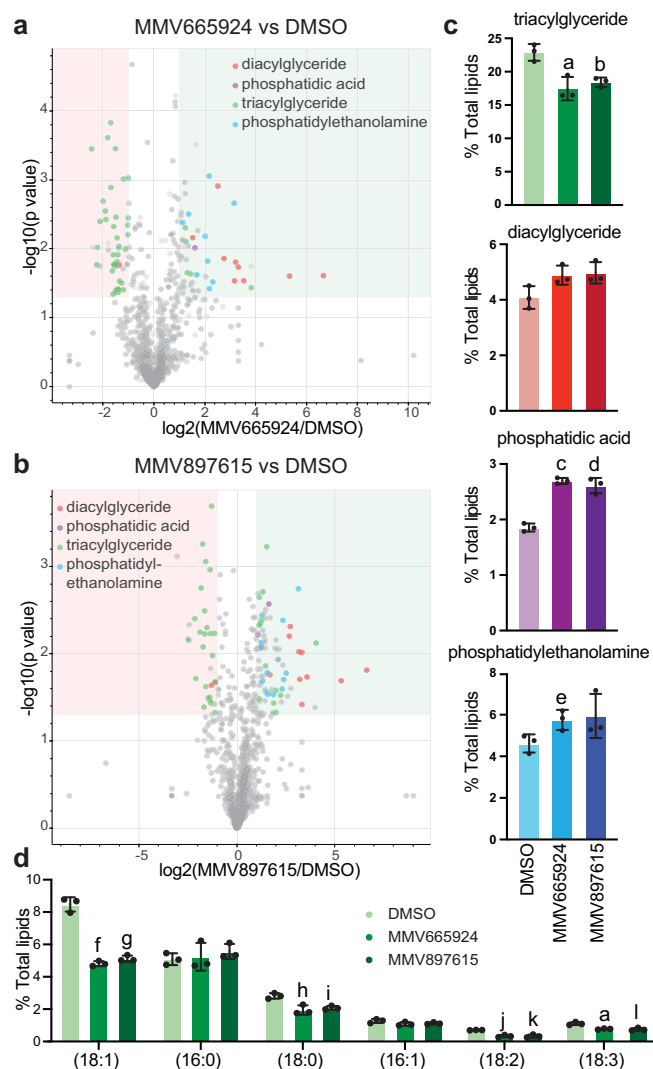 a
MMV665924 vs DMSO
diacylglyceride
phosphatidic acid
triacylglyceride
phosphatidylethanolamine
-log10(p value)
4
3
2
1
0
-2
0
2
4
6
8
10
log2(MMV665924/DMSO)
b
MMV897615 vs DMSO
diacylglyceride
phosphatidic acid
triacylglyceride
phosphatidyl-
ethanolamine
-log10(p value)
3
2
1
0
-5
0
5
log2(MMV897615/DMSO)
c
triacylglyceride
% Total lipids
25
20
15
10
5
0
a
b
diacylglyceride
% Total lipids
6
4
2
0
phosphatidic acid
% Total lipids
3
2
1
0
c
d
phosphatidylethanolamine
% Total lipids
8
6
4
2
0
e
DMSO
MMV665924
MMV897615
d
% Total lipids
10
8
6
4
2
0
DMSO
MMV665924
MMV897615
f
g
h
i
j
k
a
l
(18:1)
(16:0)
(18:0)
(16:1)
(18:2)
(18:3)